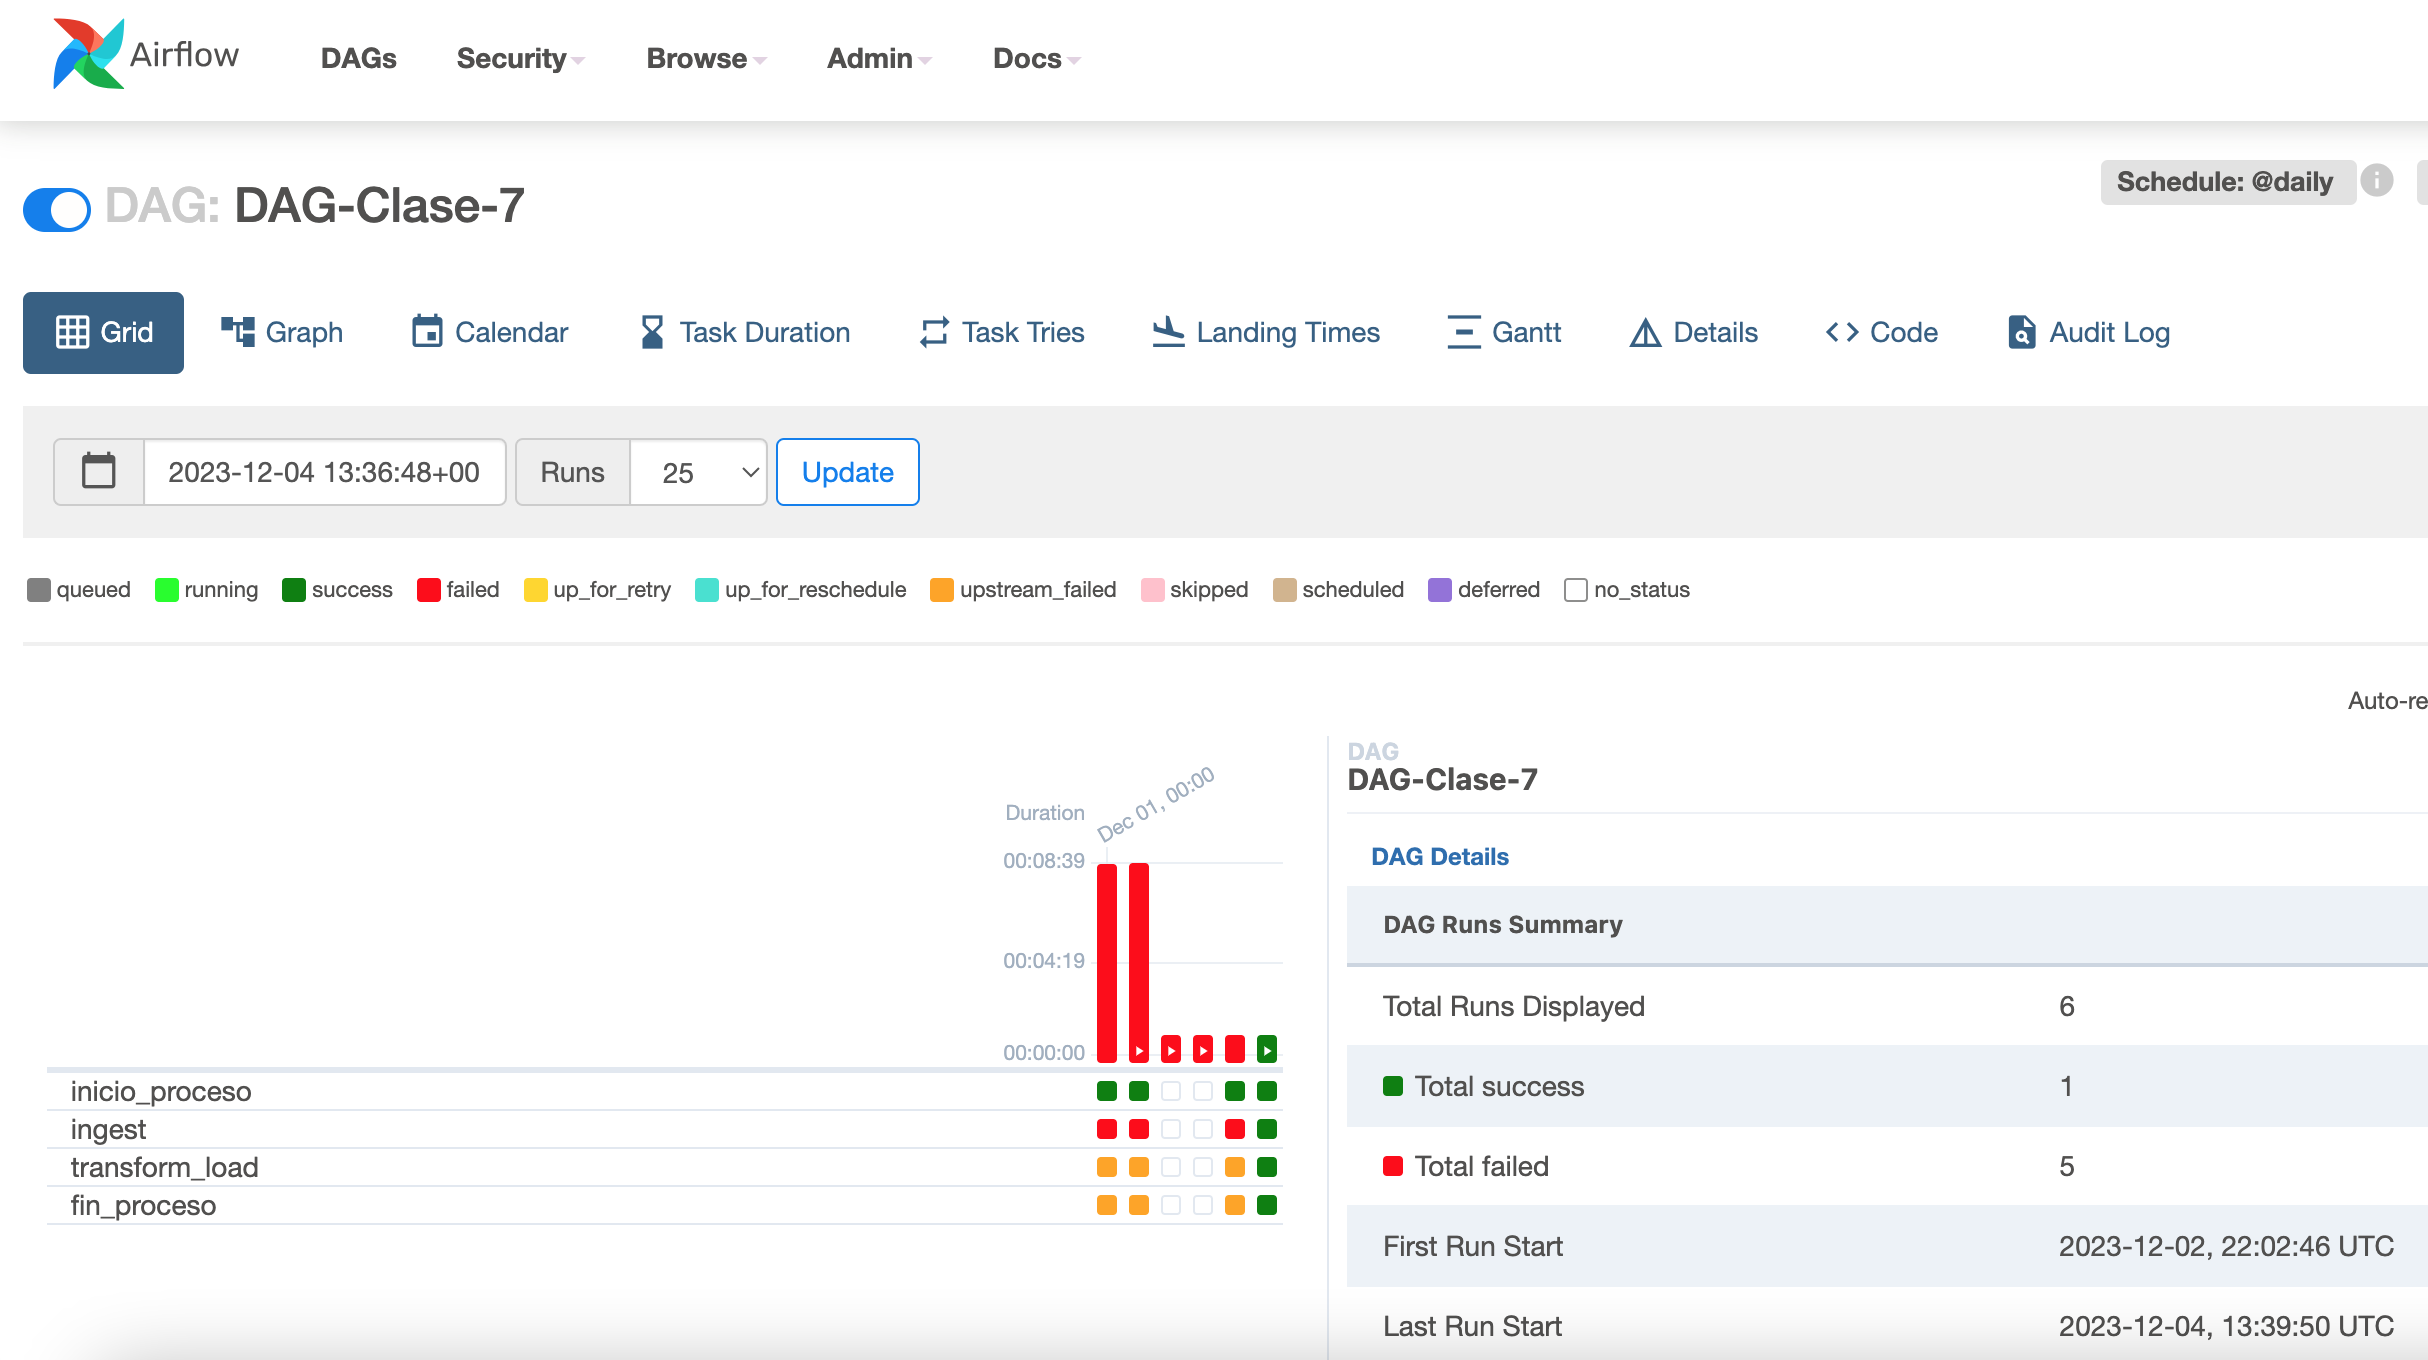 Airflow DAGs Security Browse Admin Docs
DAG: DAG-Clase-7
Schedule: @daily
Grid Graph Calendar Task Duration Task Tries Landing Times Gantt Details Code Audit Log
2023-12-04 13:36:48+00 Runs 25 Update
queued running success failed up_for_retry up_for_reschedule upstream_failed skipped scheduled deferred no_status
Auto-re
Duration
Dec 01, 00:00
00:08:39
00:04:19
00:00:00
inicio_proceso
ingest
transform_load
fin_proceso
DAG
DAG-Clase-7
DAG Details
DAG Runs Summary
Total Runs Displayed 6
Total success 1
Total failed 5
First Run Start 2023-12-02, 22:02:46 UTC
Last Run Start 2023-12-04, 13:39:50 UTC